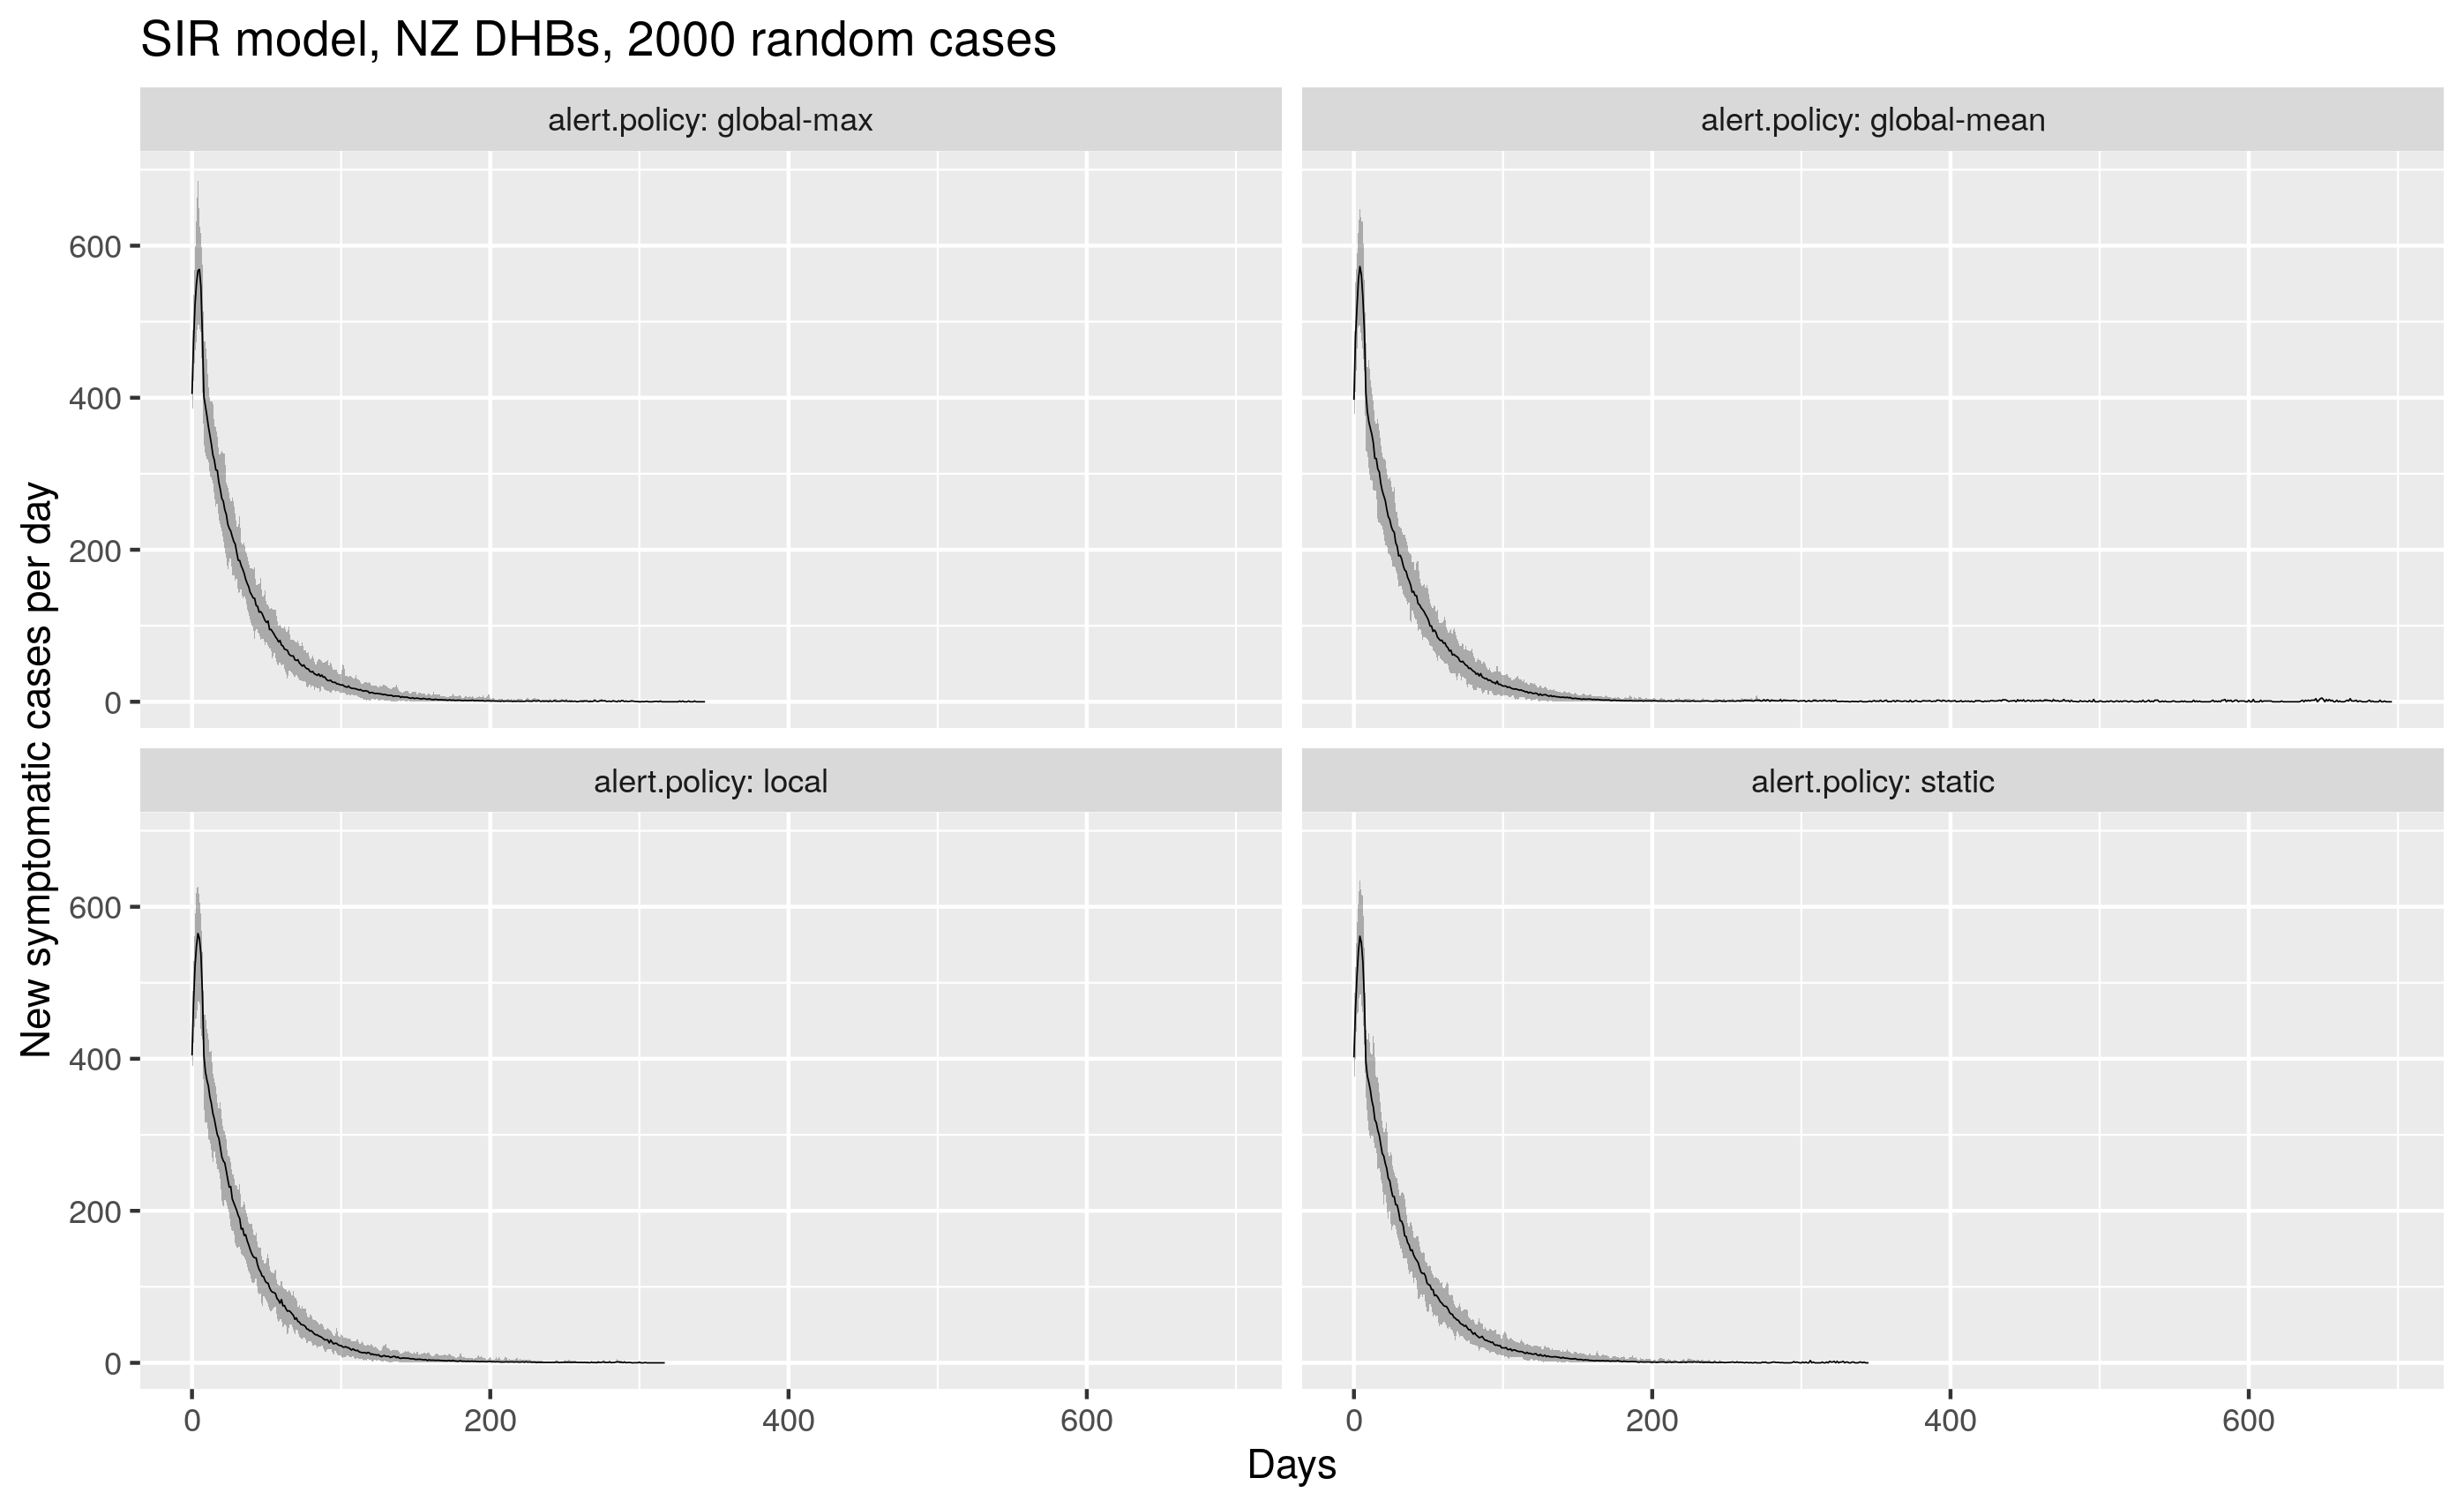 SIR model, NZ DHBs, 2000 random cases
alert.policy: global-max
alert.policy: global-mean
600
400
200
0
alert.policy: local
alert.policy: static
600
400
200
0
0 200 400 600
0 200 400 600
Days
New symptomatic cases per day